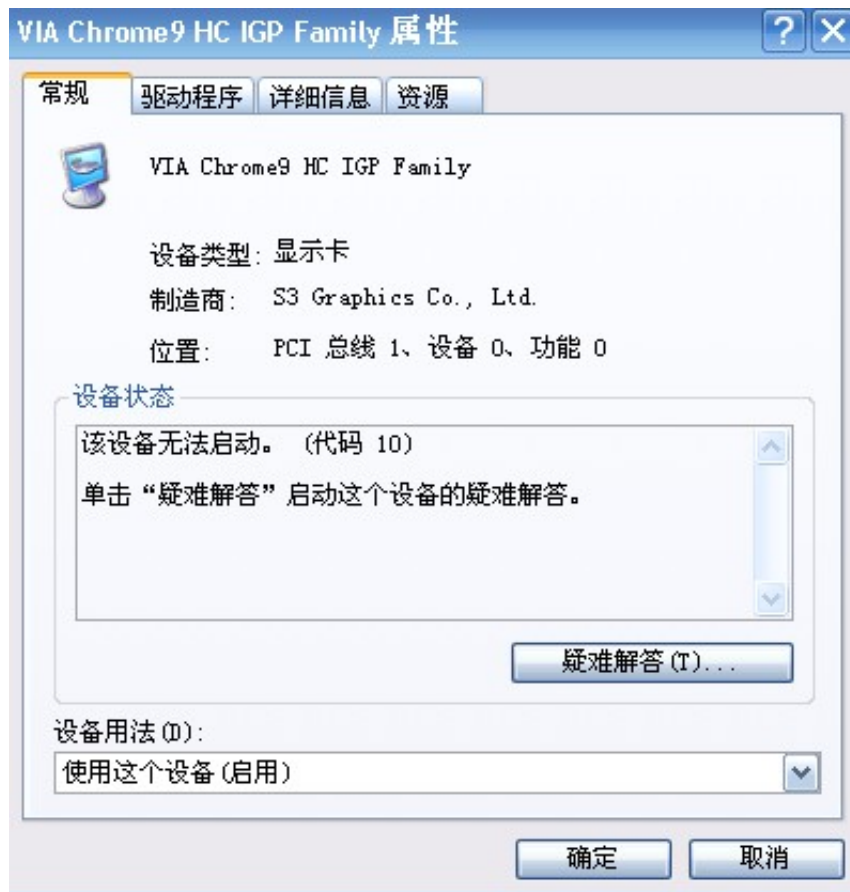 VIA Chrome9 HC IGP Family 属性
常规 驱动程序 详细信息 资源
VIA Chrome9 HC IGP Family
设备类型: 显示卡
制造商: S3 Graphics Co., Ltd.
位置: PCI 总线 1、设备 0、功能 0
设备状态
该设备无法启动。 (代码 10)
单击“疑难解答”启动这个设备的疑难解答。
疑难解答(T)...
设备用法(D):
使用这个设备(启用)
确定 取消